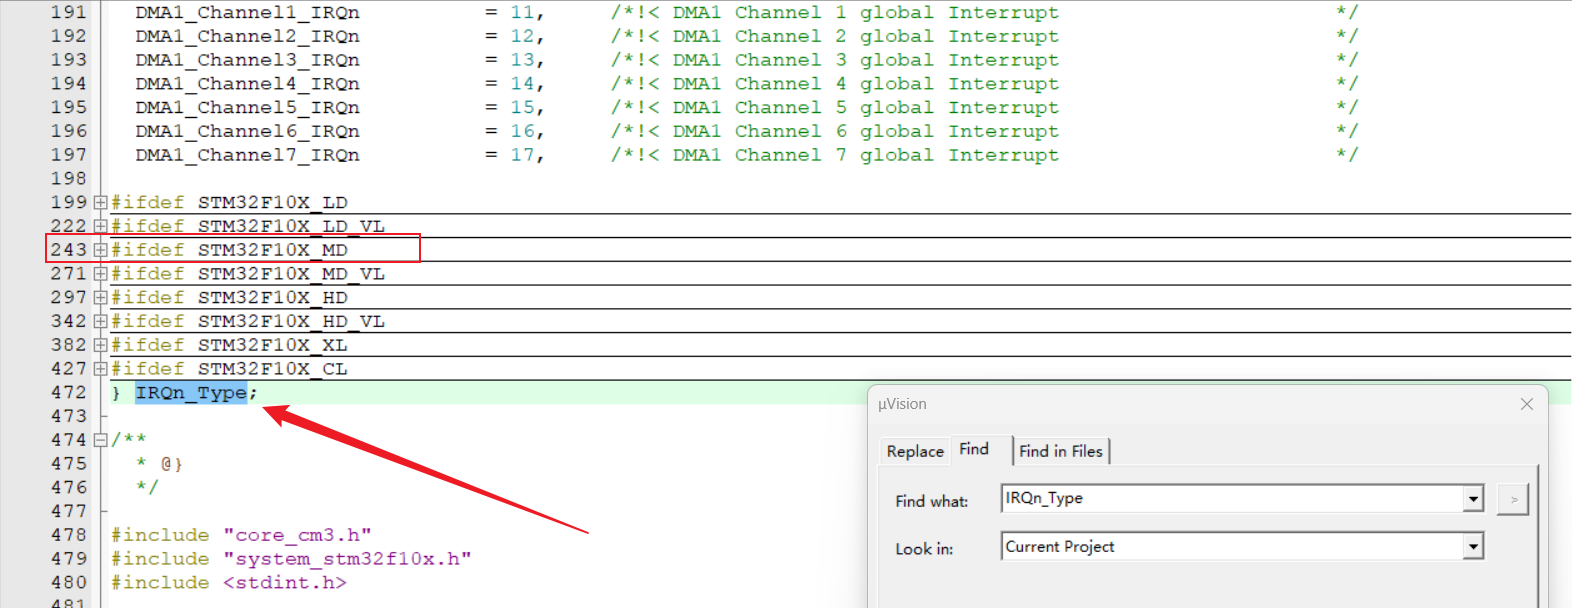 191 DMA1_Channel1_IRQn = 11, /*!< DMA1 Channel 1 global Interrupt */
192 DMA1_Channel2_IRQn = 12, /*!< DMA1 Channel 2 global Interrupt */
193 DMA1_Channel3_IRQn = 13, /*!< DMA1 Channel 3 global Interrupt */
194 DMA1_Channel4_IRQn = 14, /*!< DMA1 Channel 4 global Interrupt */
195 DMA1_Channel5_IRQn = 15, /*!< DMA1 Channel 5 global Interrupt */
196 DMA1_Channel6_IRQn = 16, /*!< DMA1 Channel 6 global Interrupt */
197 DMA1_Channel7_IRQn = 17, /*!< DMA1 Channel 7 global Interrupt */
198
199 #ifdef STM32F10X_LD
222 #ifdef STM32F10X_LD_VL
243 #ifdef STM32F10X_MD
271 #ifdef STM32F10X_MD_VL
297 #ifdef STM32F10X_HD
342 #ifdef STM32F10X_HD_VL
382 #ifdef STM32F10X_XL
427 #ifdef STM32F10X_CL
472 } IRQn_Type;
473
474 /**
475 * @}
476 */
477
478 #include "core_cm3.h"
479 #include "system_stm32f10x.h"
480 #include <stdint.h>
481
µVision
Replace Find Find in Files
Find what: IRQn_Type >
Look in: Current Project